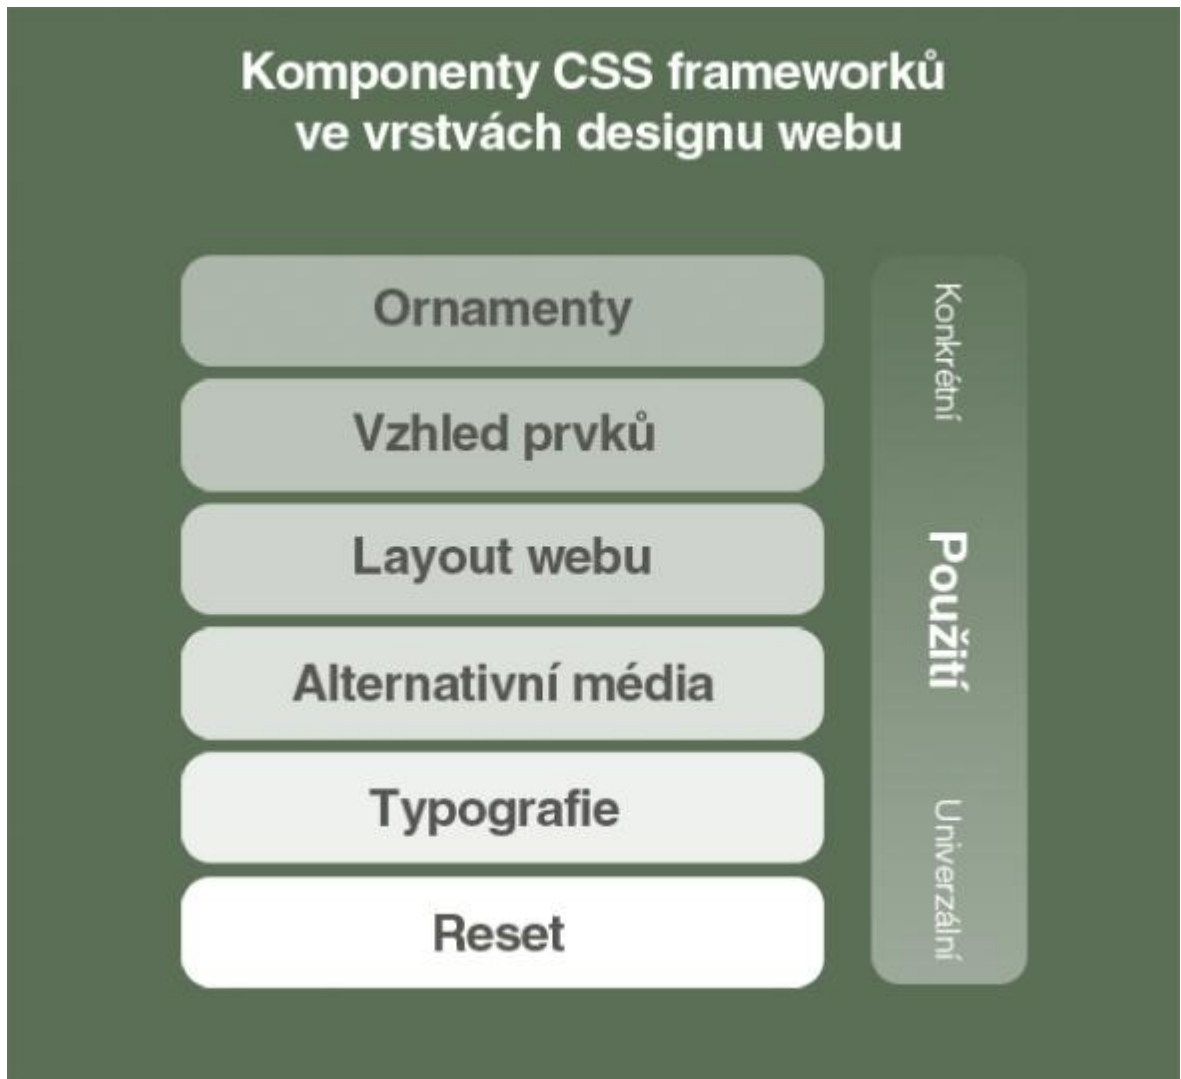 Komponenty CSS frameworků
ve vrstvách designu webu
Ornamenty
Vzhled prvků
Layout webu
Alternativní média
Typografie
Reset
Konkrétní
Použití
Univerzální